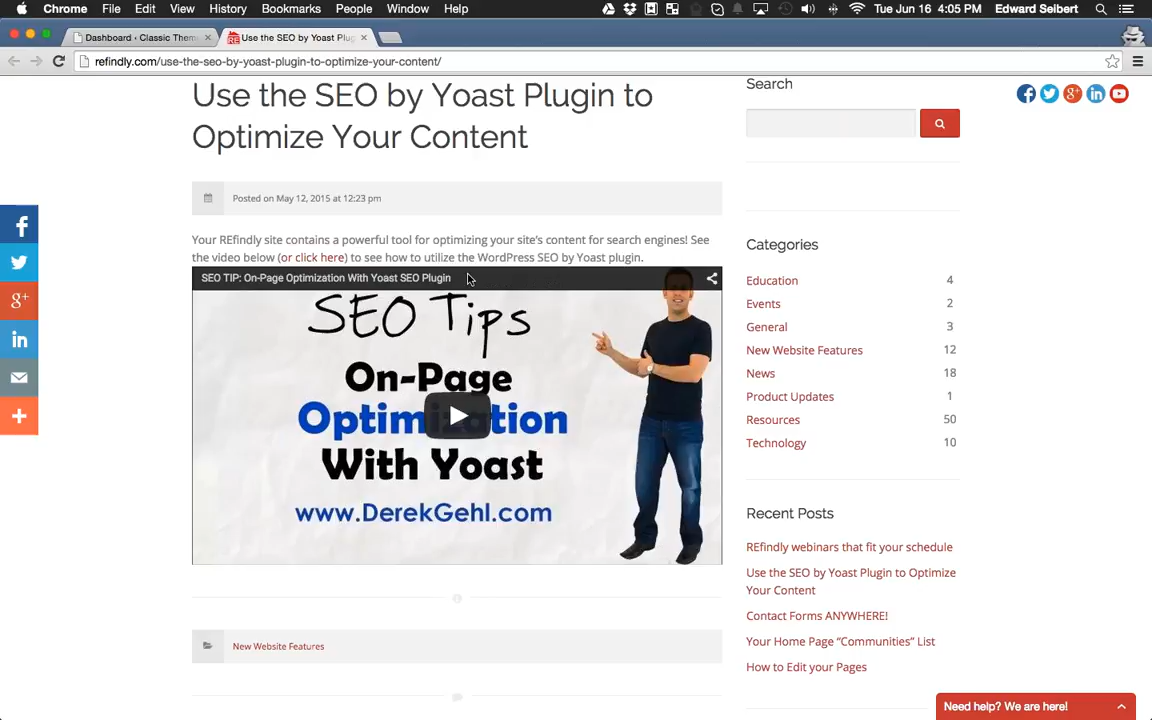 Chrome File Edit View History Bookmarks People Window Help Tue Jun 16 4:05 PM Edward Seibert
Dashboard ‹ Classic Them × Use the SEO by Yoast Plug ×
refindly.com/use-the-seo-by-yoast-plugin-to-optimize-your-content/
Use the SEO by Yoast Plugin to
Optimize Your Content
Posted on May 12, 2015 at 12:23 pm
Your REfindly site contains a powerful tool for optimizing your site's content for search engines! See
the video below (or click here) to see how to utilize the WordPress SEO by Yoast plugin.
SEO TIP: On-Page Optimization With Yoast SEO Plugin
SEO Tips
On-Page
Optimization
With Yoast
www.DerekGehl.com
New Website Features
Search
Categories
Education 4
Events 2
General 3
New Website Features 12
News 18
Product Updates 1
Resources 50
Technology 10
Recent Posts
REfindly webinars that fit your schedule
Use the SEO by Yoast Plugin to Optimize
Your Content
Contact Forms ANYWHERE!
Your Home Page “Communities” List
How to Edit your Pages
Need help? We are here!